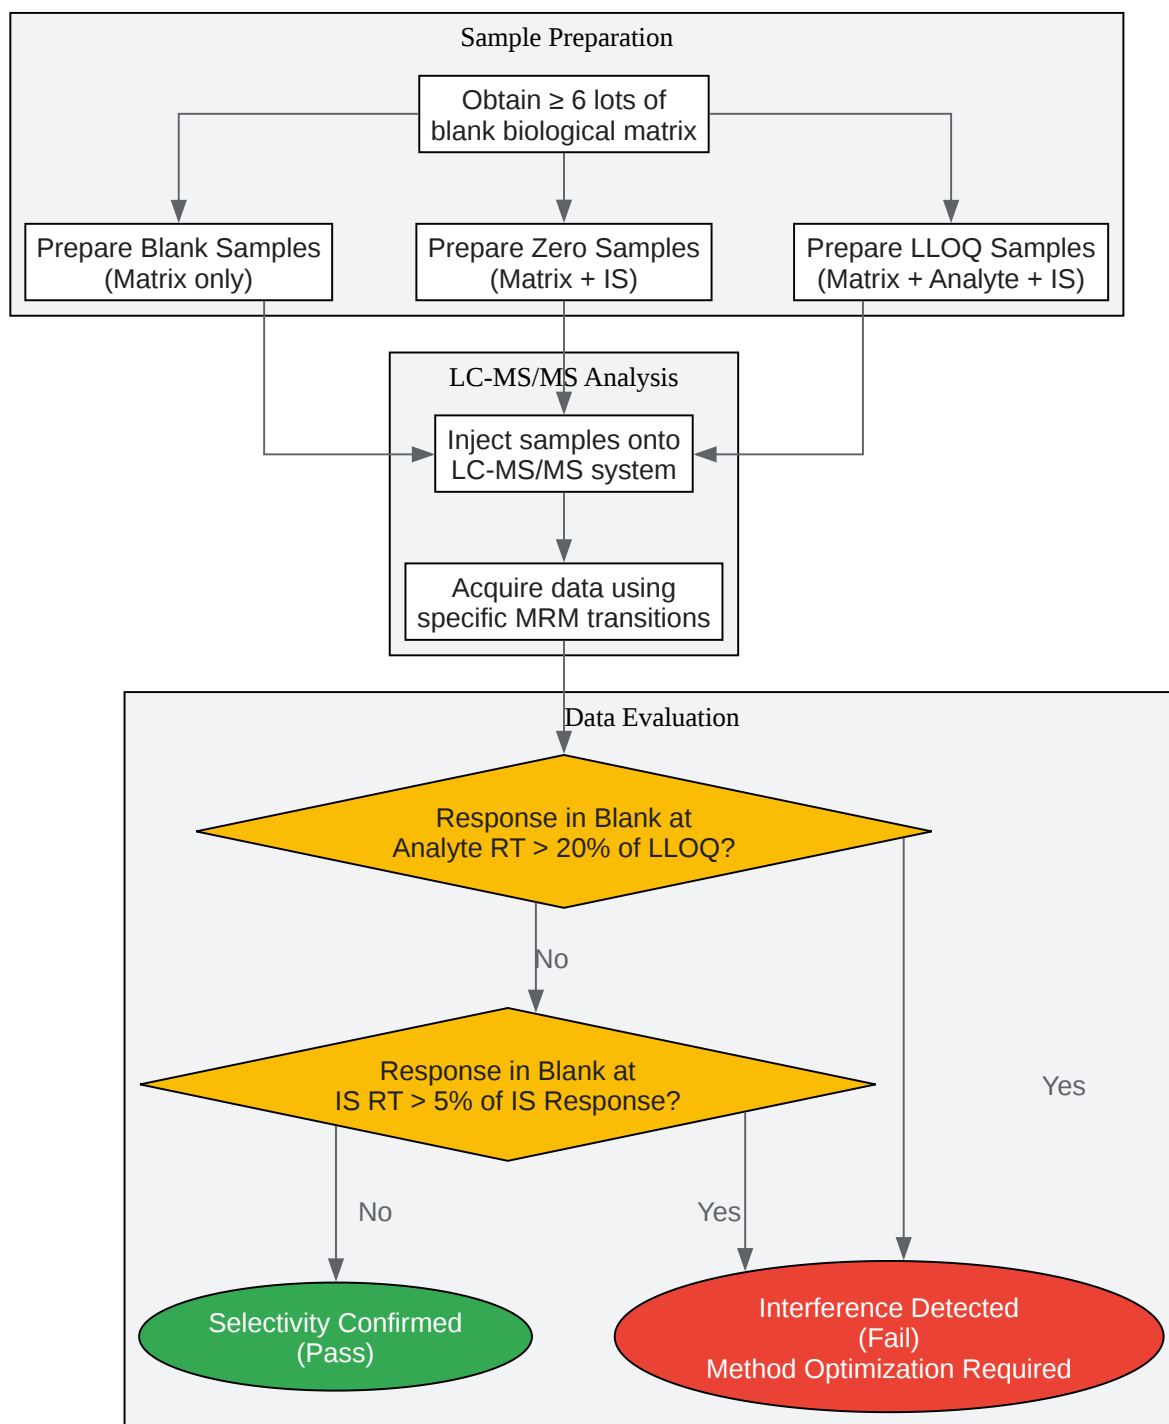 Sample Preparation
Obtain ≥ 6 lots of
blank biological matrix
Prepare Blank Samples
(Matrix only)
Prepare Zero Samples
(Matrix + IS)
Prepare LLOQ Samples
(Matrix + Analyte + IS)
LC-MS/MS Analysis
Inject samples onto
LC-MS/MS system
Acquire data using
specific MRM transitions
Data Evaluation
Response in Blank at
Analyte RT > 20% of LLOQ?
No
Response in Blank at
IS RT > 5% of IS Response?
Yes
No
Yes
Selectivity Confirmed
(Pass)
Interference Detected
(Fail)
Method Optimization Required